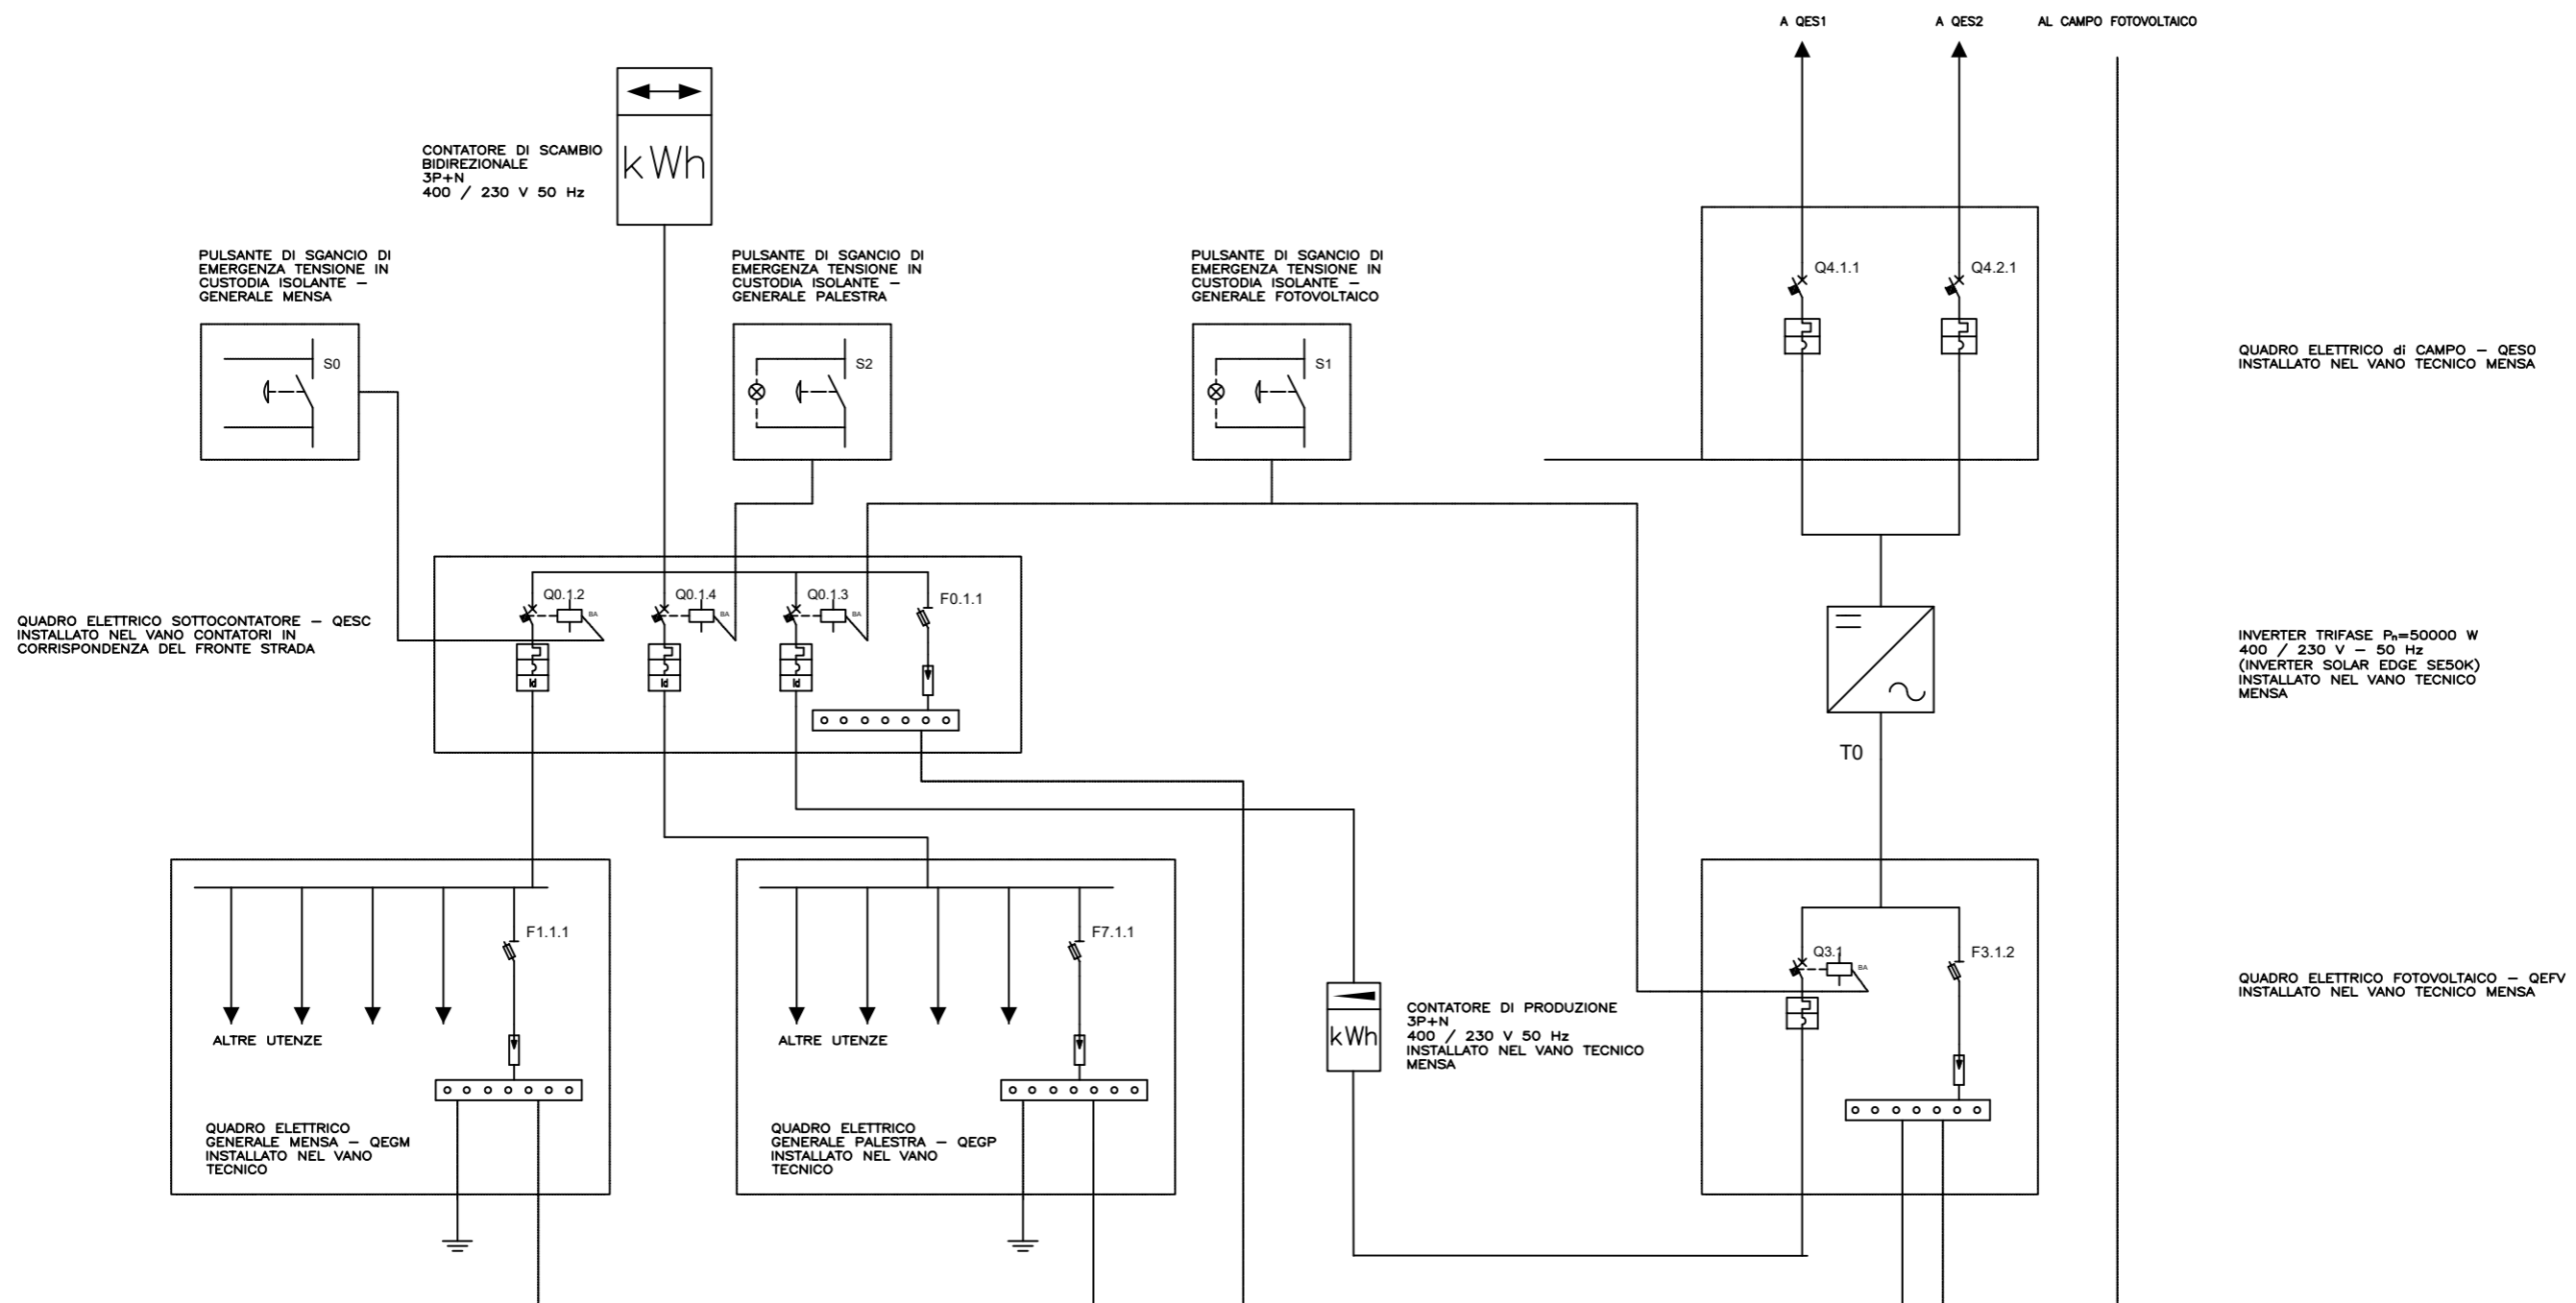 A QES1
A QES2
AL CAMPO FOTOVOLTAICO
CONTATORE DI SCAMBIO
BIDIREZIONALE
3P+N
400 / 230 V 50 Hz
kWh
PULSANTE DI SGANCIO DI
EMERGENZA TENSIONE IN
CUSTODIA ISOLANTE –
GENERALE MENSA
S0
PULSANTE DI SGANCIO DI
EMERGENZA TENSIONE IN
CUSTODIA ISOLANTE –
GENERALE PALESTRA
S2
PULSANTE DI SGANCIO DI
EMERGENZA TENSIONE IN
CUSTODIA ISOLANTE –
GENERALE FOTOVOLTAICO
S1
Q4.1.1
Q4.2.1
QUADRO ELETTRICO di CAMPO – QES0
INSTALLATO NEL VANO TECNICO MENSA
QUADRO ELETTRICO SOTTOCONTATORE – QESC
INSTALLATO NEL VANO CONTATORI IN
CORRISPONDENZA DEL FRONTE STRADA
Q0.1.2
BA
Id
Q0.1.4
BA
Id
Q0.1.3
BA
Id
F0.1.1
INVERTER TRIFASE Pn=50000 W
400 / 230 V – 50 Hz
(INVERTER SOLAR EDGE SE50K)
INSTALLATO NEL VANO TECNICO
MENSA
T0
F1.1.1
ALTRE UTENZE
QUADRO ELETTRICO
GENERALE MENSA – QEGM
INSTALLATO NEL VANO
TECNICO
F7.1.1
ALTRE UTENZE
QUADRO ELETTRICO
GENERALE PALESTRA – QEGP
INSTALLATO NEL VANO
TECNICO
kWh
CONTATORE DI PRODUZIONE
3P+N
400 / 230 V 50 Hz
INSTALLATO NEL VANO TECNICO
MENSA
Q3.1
BA
F3.1.2
QUADRO ELETTRICO FOTOVOLTAICO – QEFV
INSTALLATO NEL VANO TECNICO MENSA